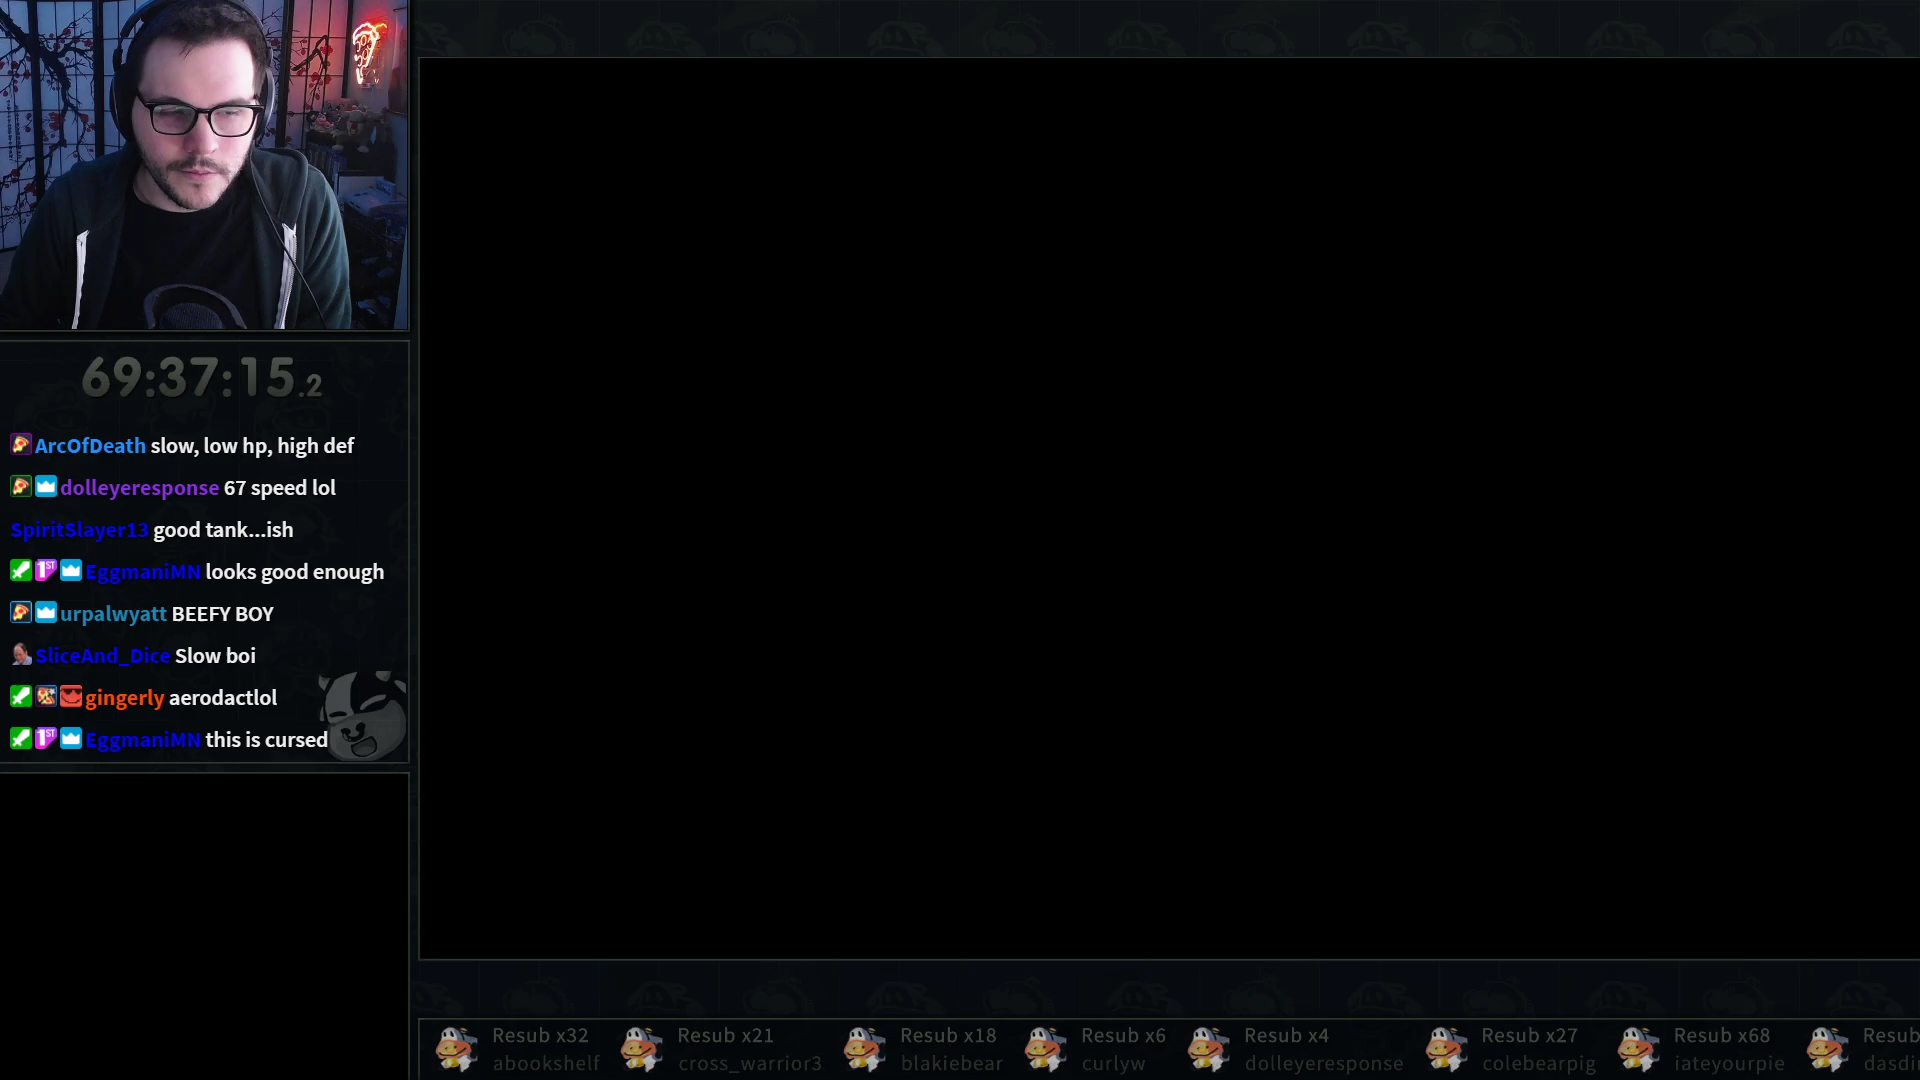 69:37:15.2
ArcOfDeath slow, low hp, high def
dolleyeresponse 67 speed lol
SpiritSlayer13 good tank...ish
EggmaniMN looks good enough
urpalwyatt BEEFY BOY
SliceAnd_Dice Slow boi
gingerly aerodactlol
EggmaniMN this is cursed
Resub x32
abookshelf
Resub x21
cross_warrior3
Resub x18
blakiebear
Resub x6
curlyw
Resub x4
dolleyeresponse
Resub x27
colebearpig
Resub x68
iateyourpie
Resub